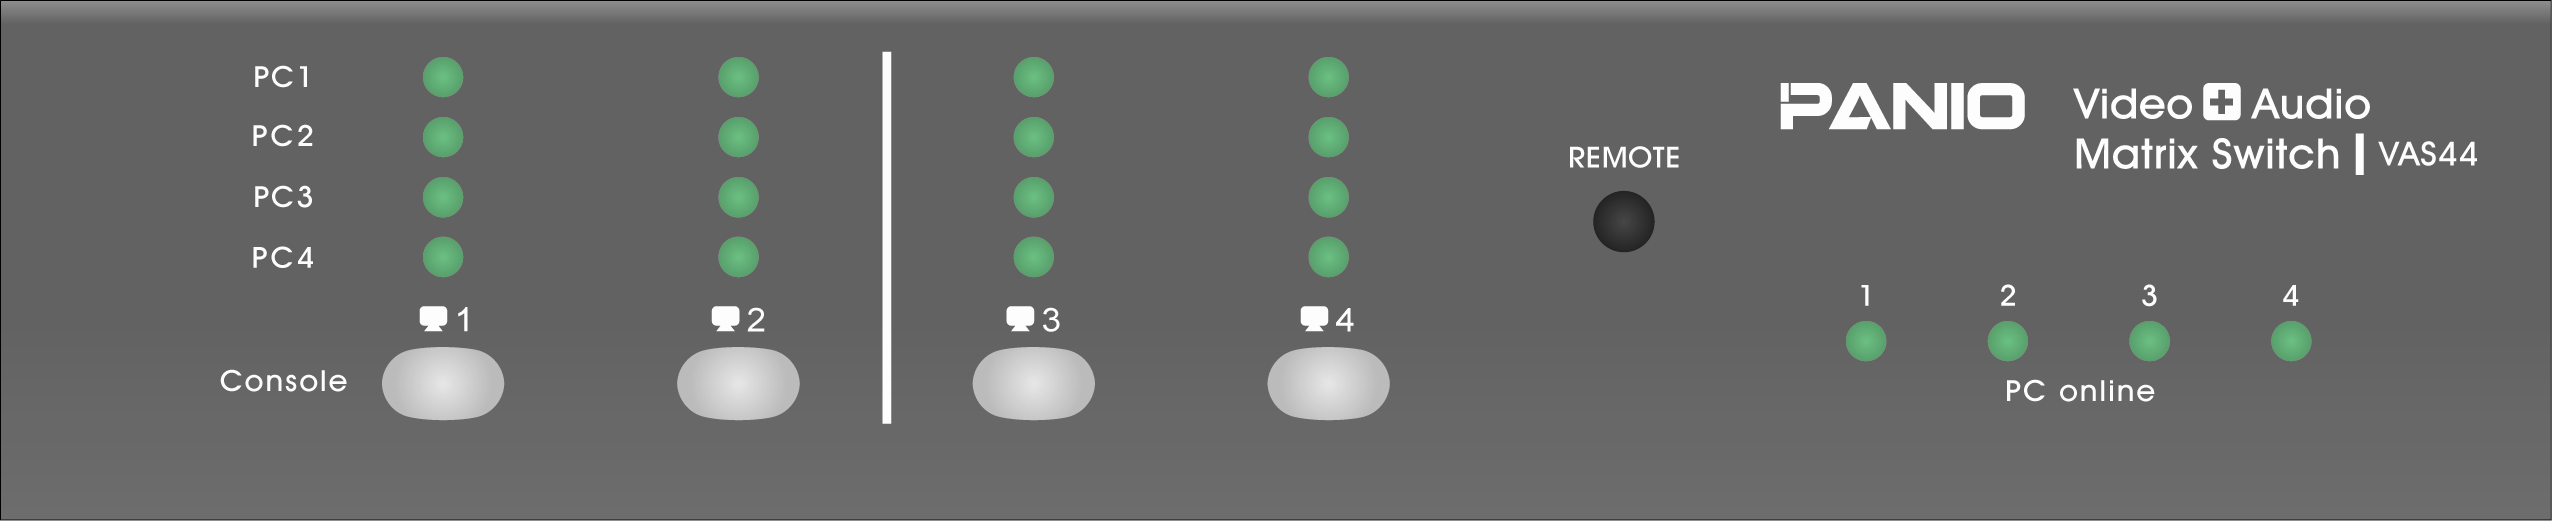 PC1
PC2
PC3
PC4
1 2 3 4
Console
REMOTE
PANIO
Video + Audio
Matrix Switch | VAS44
1 2 3 4
PC online